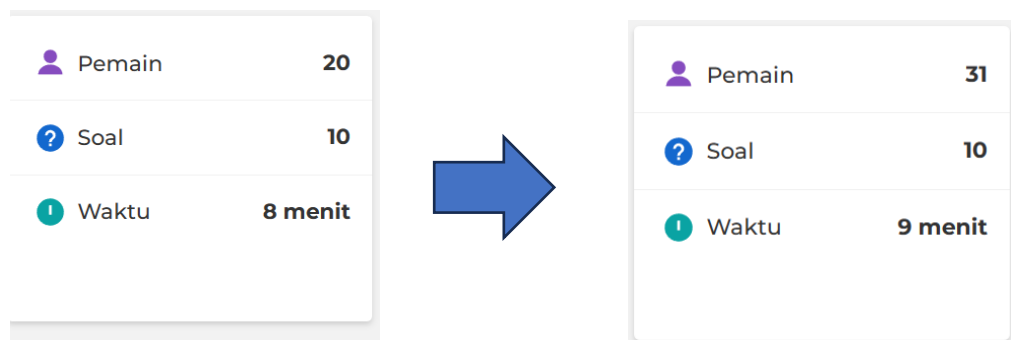 Pemain 20
Soal 10
Waktu 8 menit
Pemain 31
Soal 10
Waktu 9 menit